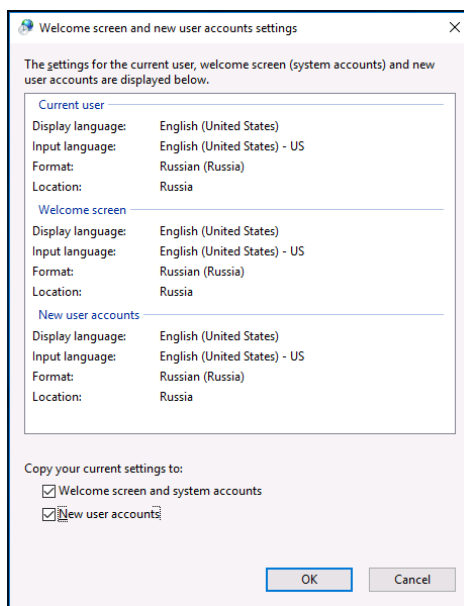 Welcome screen and new user accounts settings
The settings for the current user, welcome screen (system accounts) and new
user accounts are displayed below.
Current user
Display language: English (United States)
Input language: English (United States) - US
Format: Russian (Russia)
Location: Russia
Welcome screen
Display language: English (United States)
Input language: English (United States) - US
Format: Russian (Russia)
Location: Russia
New user accounts
Display language: English (United States)
Input language: English (United States) - US
Format: Russian (Russia)
Location: Russia
Copy your current settings to:
Welcome screen and system accounts
New user accounts
OK Cancel